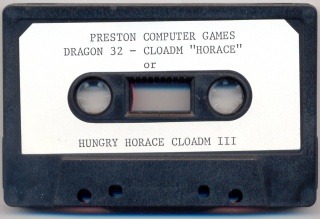 PRESTON COMPUTER GAMES
DRAGON 32 - CLOADM "HORACE"
or
HUNGRY HORACE CLOADM III